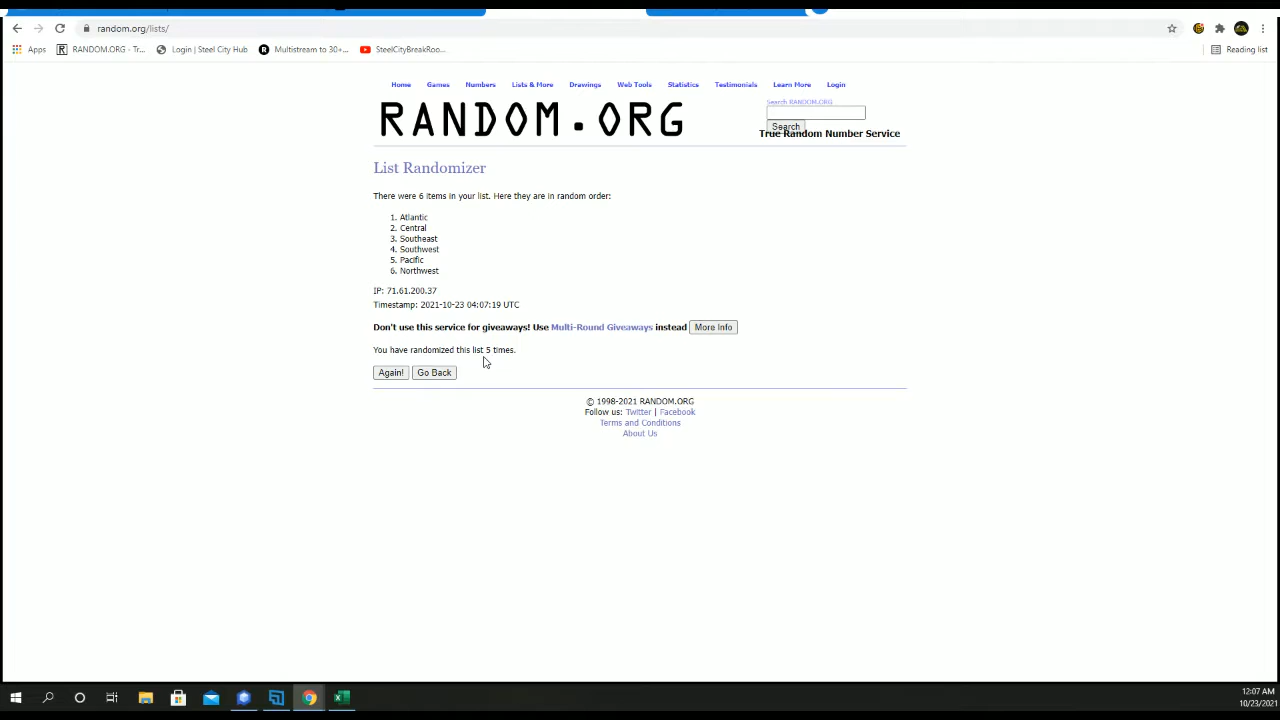 random.org/lists/
Apps
RANDOM.ORG - Tr...
Login | Steel City Hub
Multistream to 30+...
SteelCityBreakRoo...
Reading list
Home Games Numbers Lists & More Drawings Web Tools Statistics Testimonials Learn More Login
RANDOM.ORG
Search RANDOM.ORG
Search
True Random Number Service
List Randomizer
There were 6 items in your list. Here they are in random order:
1. Atlantic
2. Central
3. Southeast
4. Southwest
5. Pacific
6. Northwest
IP: 71.61.200.37
Timestamp: 2021-10-23 04:07:19 UTC
Don't use this service for giveaways! Use Multi-Round Giveaways instead More Info
You have randomized this list 5 times.
Again! Go Back
© 1998-2021 RANDOM.ORG
Follow us: Twitter | Facebook
Terms and Conditions
About Us
12:07 AM
10/23/2021